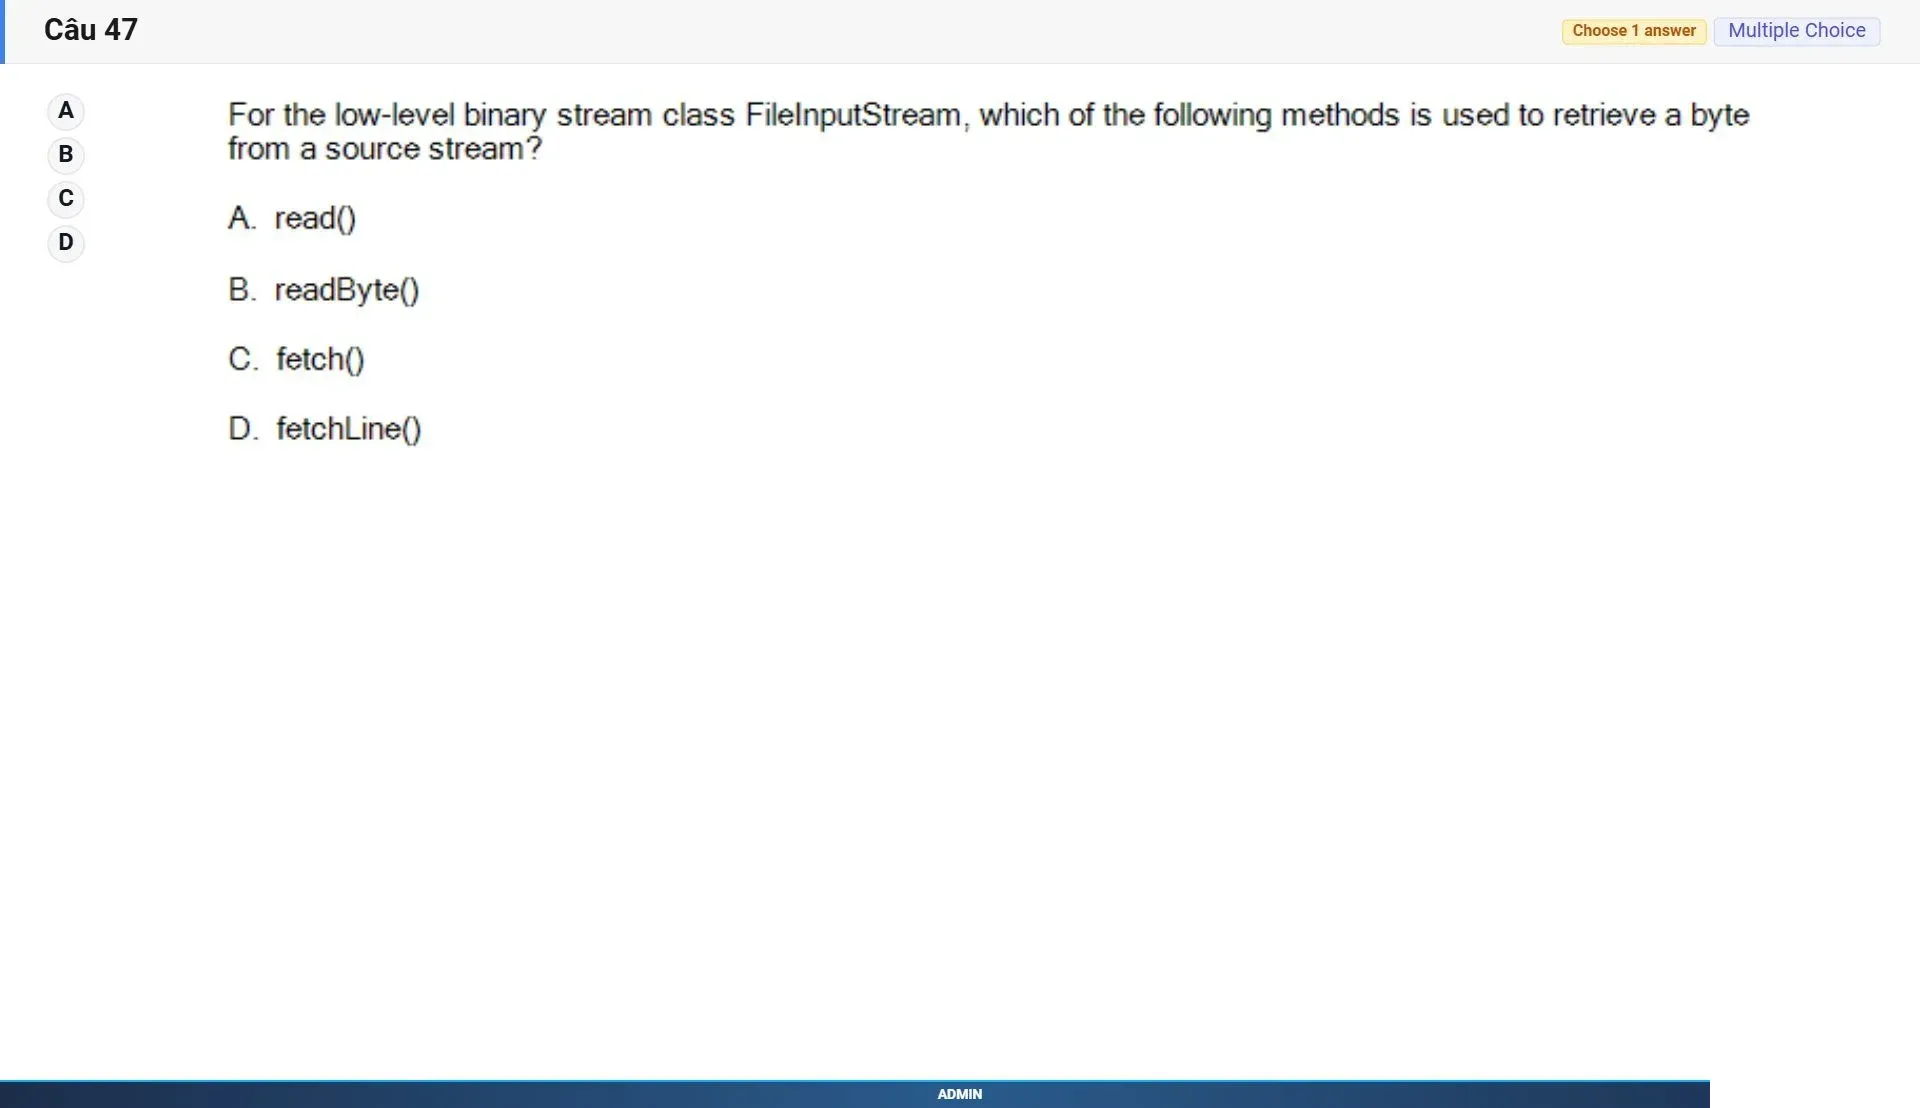 Câu 47
Choose 1 answer
Multiple Choice
A
B
C
D
For the low-level binary stream class FileInputStream, which of the following methods is used to retrieve a byte
from a source stream?
A. read()
B. readByte()
C. fetch()
D. fetchLine()
ADMIN